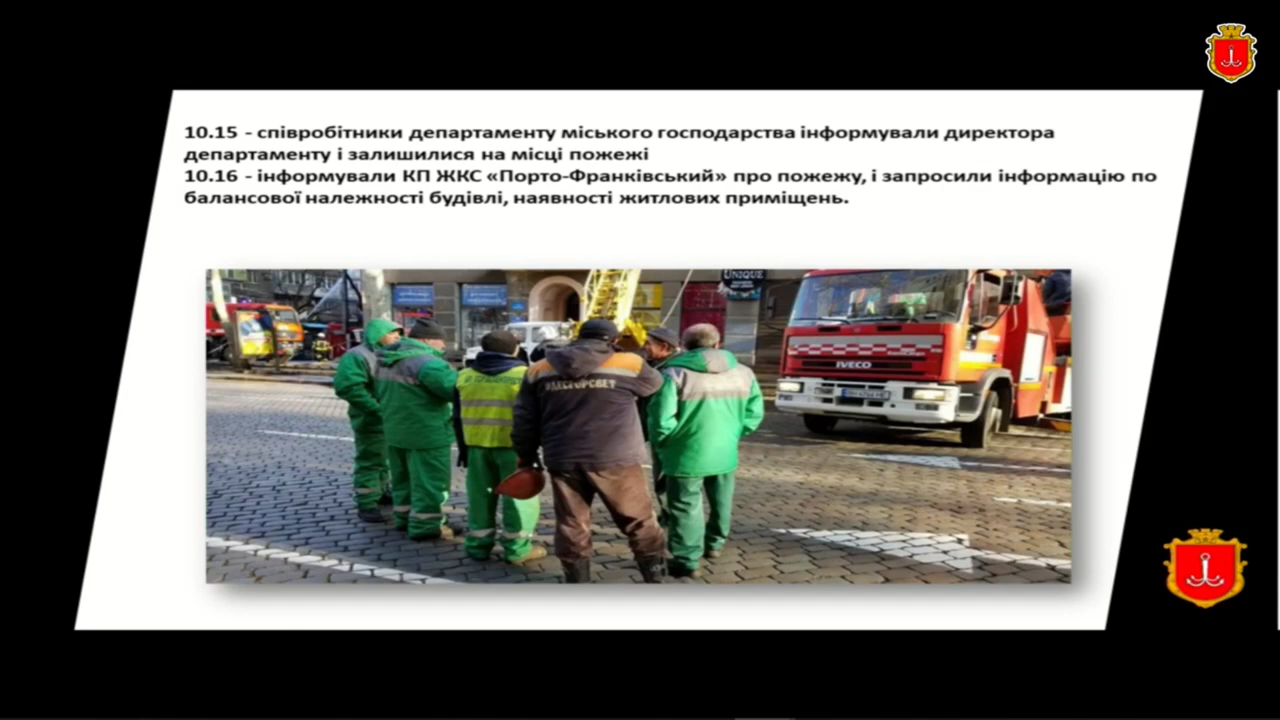 10.15 - співробітники департаменту міського господарства інформували директора
департаменту і залишилися на місці пожежі
10.16 - інформували КП ЖКС «Порто-Франківський» про пожежу, і запросили інформацію по
балансової належності будівлі, наявності житлових приміщень.
UNIQUE
IVECO